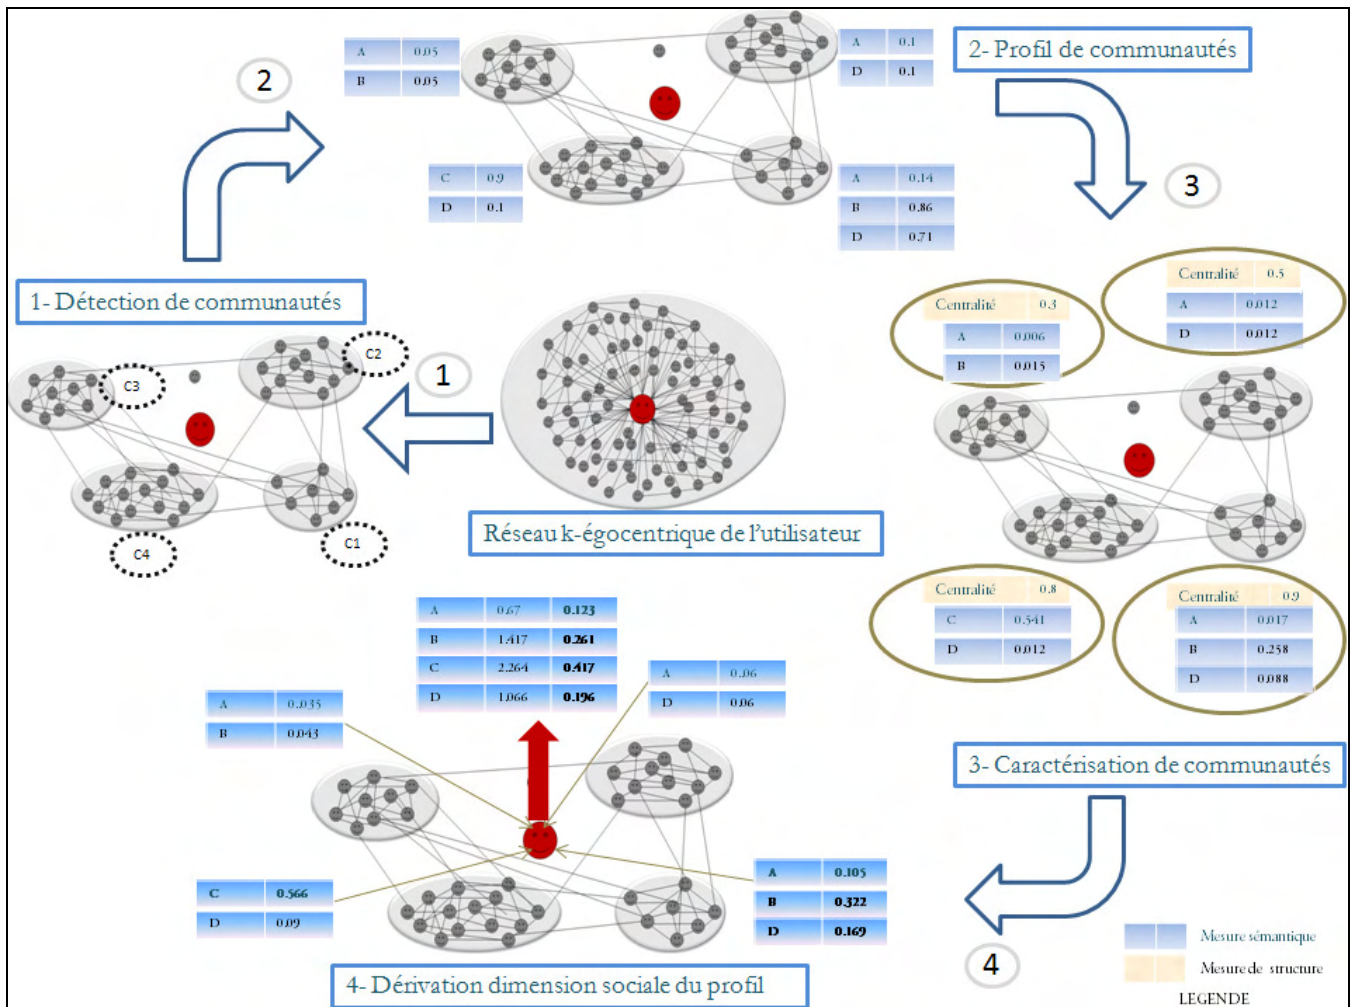 A 0.05
B 0.05
A 0.1
D 0.1
2- Profil de communautés
2
C 0.9
D 0.1
A 0.14
B 0.86
D 0.71
3
1- Détection de communautés
C2
C3
C4
C1
1
Réseau k-égocentrique de l'utilisateur
Centralité 0.3
A 0.006
B 0.015
Centralité 0.5
A 0.012
D 0.012
Centralité 0.8
C 0.541
D 0.012
Centralité 0.9
A 0.017
B 0.258
D 0.088
A 0.67 0.123
B 1.417 0.261
C 2.264 0.417
D 1.066 0.196
A 0.06
D 0.06
A 0.035
B 0.043
3- Caractérisation de communautés
C 0.566
D 0.09
A 0.105
B 0.322
D 0.169
4
4- Dérivation dimension sociale du profil
Mesure sémantique
Mesure de structure
LEGENDE